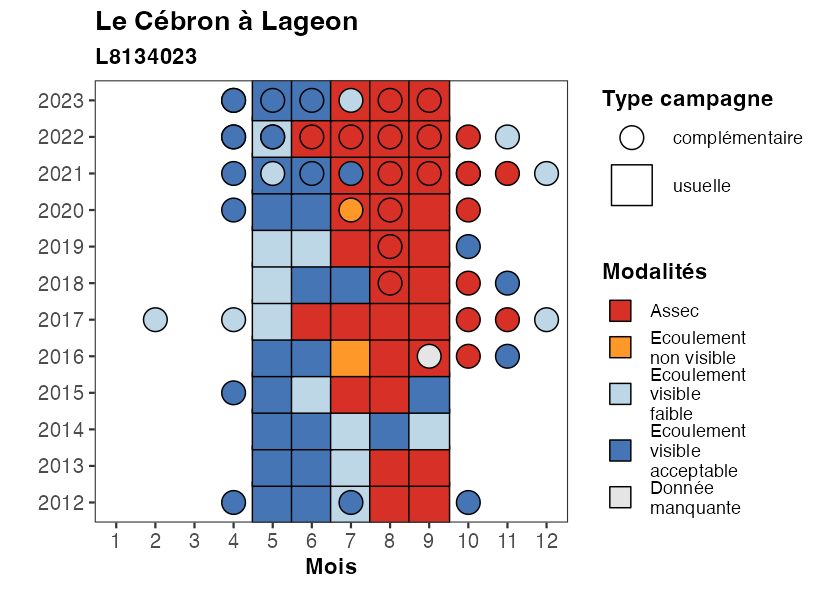 Le Cébron à Lageon
L8134023
2023
2022
2021
2020
2019
2018
2017
2016
2015
2014
2013
2012
1 2 3 4 5 6 7 8 9 10 11 12
Mois
Type campagne
complémentaire
usuelle
Modalités
Assec
Ecoulement
non visible
Ecoulement
visible
faible
Ecoulement
visible
acceptable
Donnée
manquante